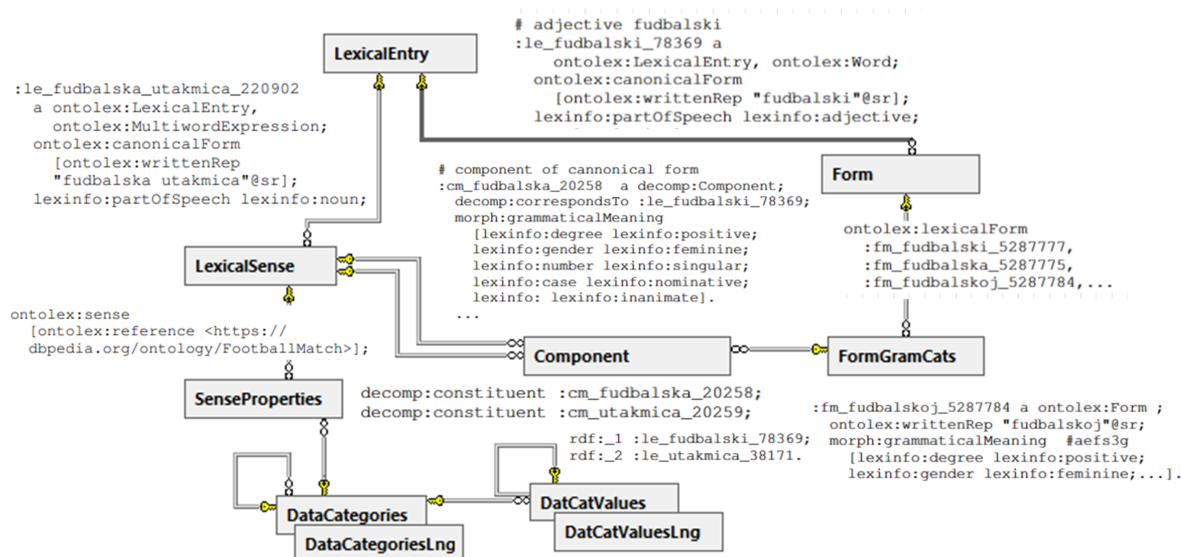 # adjective fudbalski
:le_fudbalski_78369 a
ontolex:LexicalEntry, ontolex:Word;
ontolex:canonicalForm
[ontolex:writtenRep "fudbalski"@sr];
lexinfo:partOfSpeech lexinfo:adjective;
LexicalEntry
:le_fudbalska_utakmica_220902
a ontolex:LexicalEntry,
ontolex:MultiwordExpression;
ontolex:canonicalForm
[ontolex:writtenRep
"fudbalska utakmica"@sr];
lexinfo:partOfSpeech lexinfo:noun;
# component of cannonical form
:cm_fudbalska_20258 a decomp:Component;
decomp:correspondsTo :le_fudbalski_78369;
morph:grammaticalMeaning
[lexinfo:degree lexinfo:positive;
lexinfo:gender lexinfo:feminine;
lexinfo:number lexinfo:singular;
lexinfo:case lexinfo:nominative;
lexinfo: lexinfo:inanimate].
...
Form
ontolex:lexicalForm
:fm_fudbalski_5287777,
:fm_fudbalska_5287775,
:fm_fudbalskoj_5287784,...
LexicalSense
ontolex:sense
[ontolex:reference <https://
dbpedia.org/ontology/FootballMatch>];
Component
FormGramCats
SenseProperties
decomp:constituent :cm_fudbalska_20258;
decomp:constituent :cm_utakmica_20259;
rdf:_1 :le_fudbalski_78369;
rdf:_2 :le_utakmica_38171.
:fm_fudbalskoj_5287784 a ontolex:Form ;
ontolex:writtenRep "fudbalskoj"@sr;
morph:grammaticalMeaning #aefs3g
[lexinfo:degree lexinfo:positive;
lexinfo:gender lexinfo:feminine;...].
DataCategories
DataCategoriesLng
DatCatValues
DatCatValuesLng